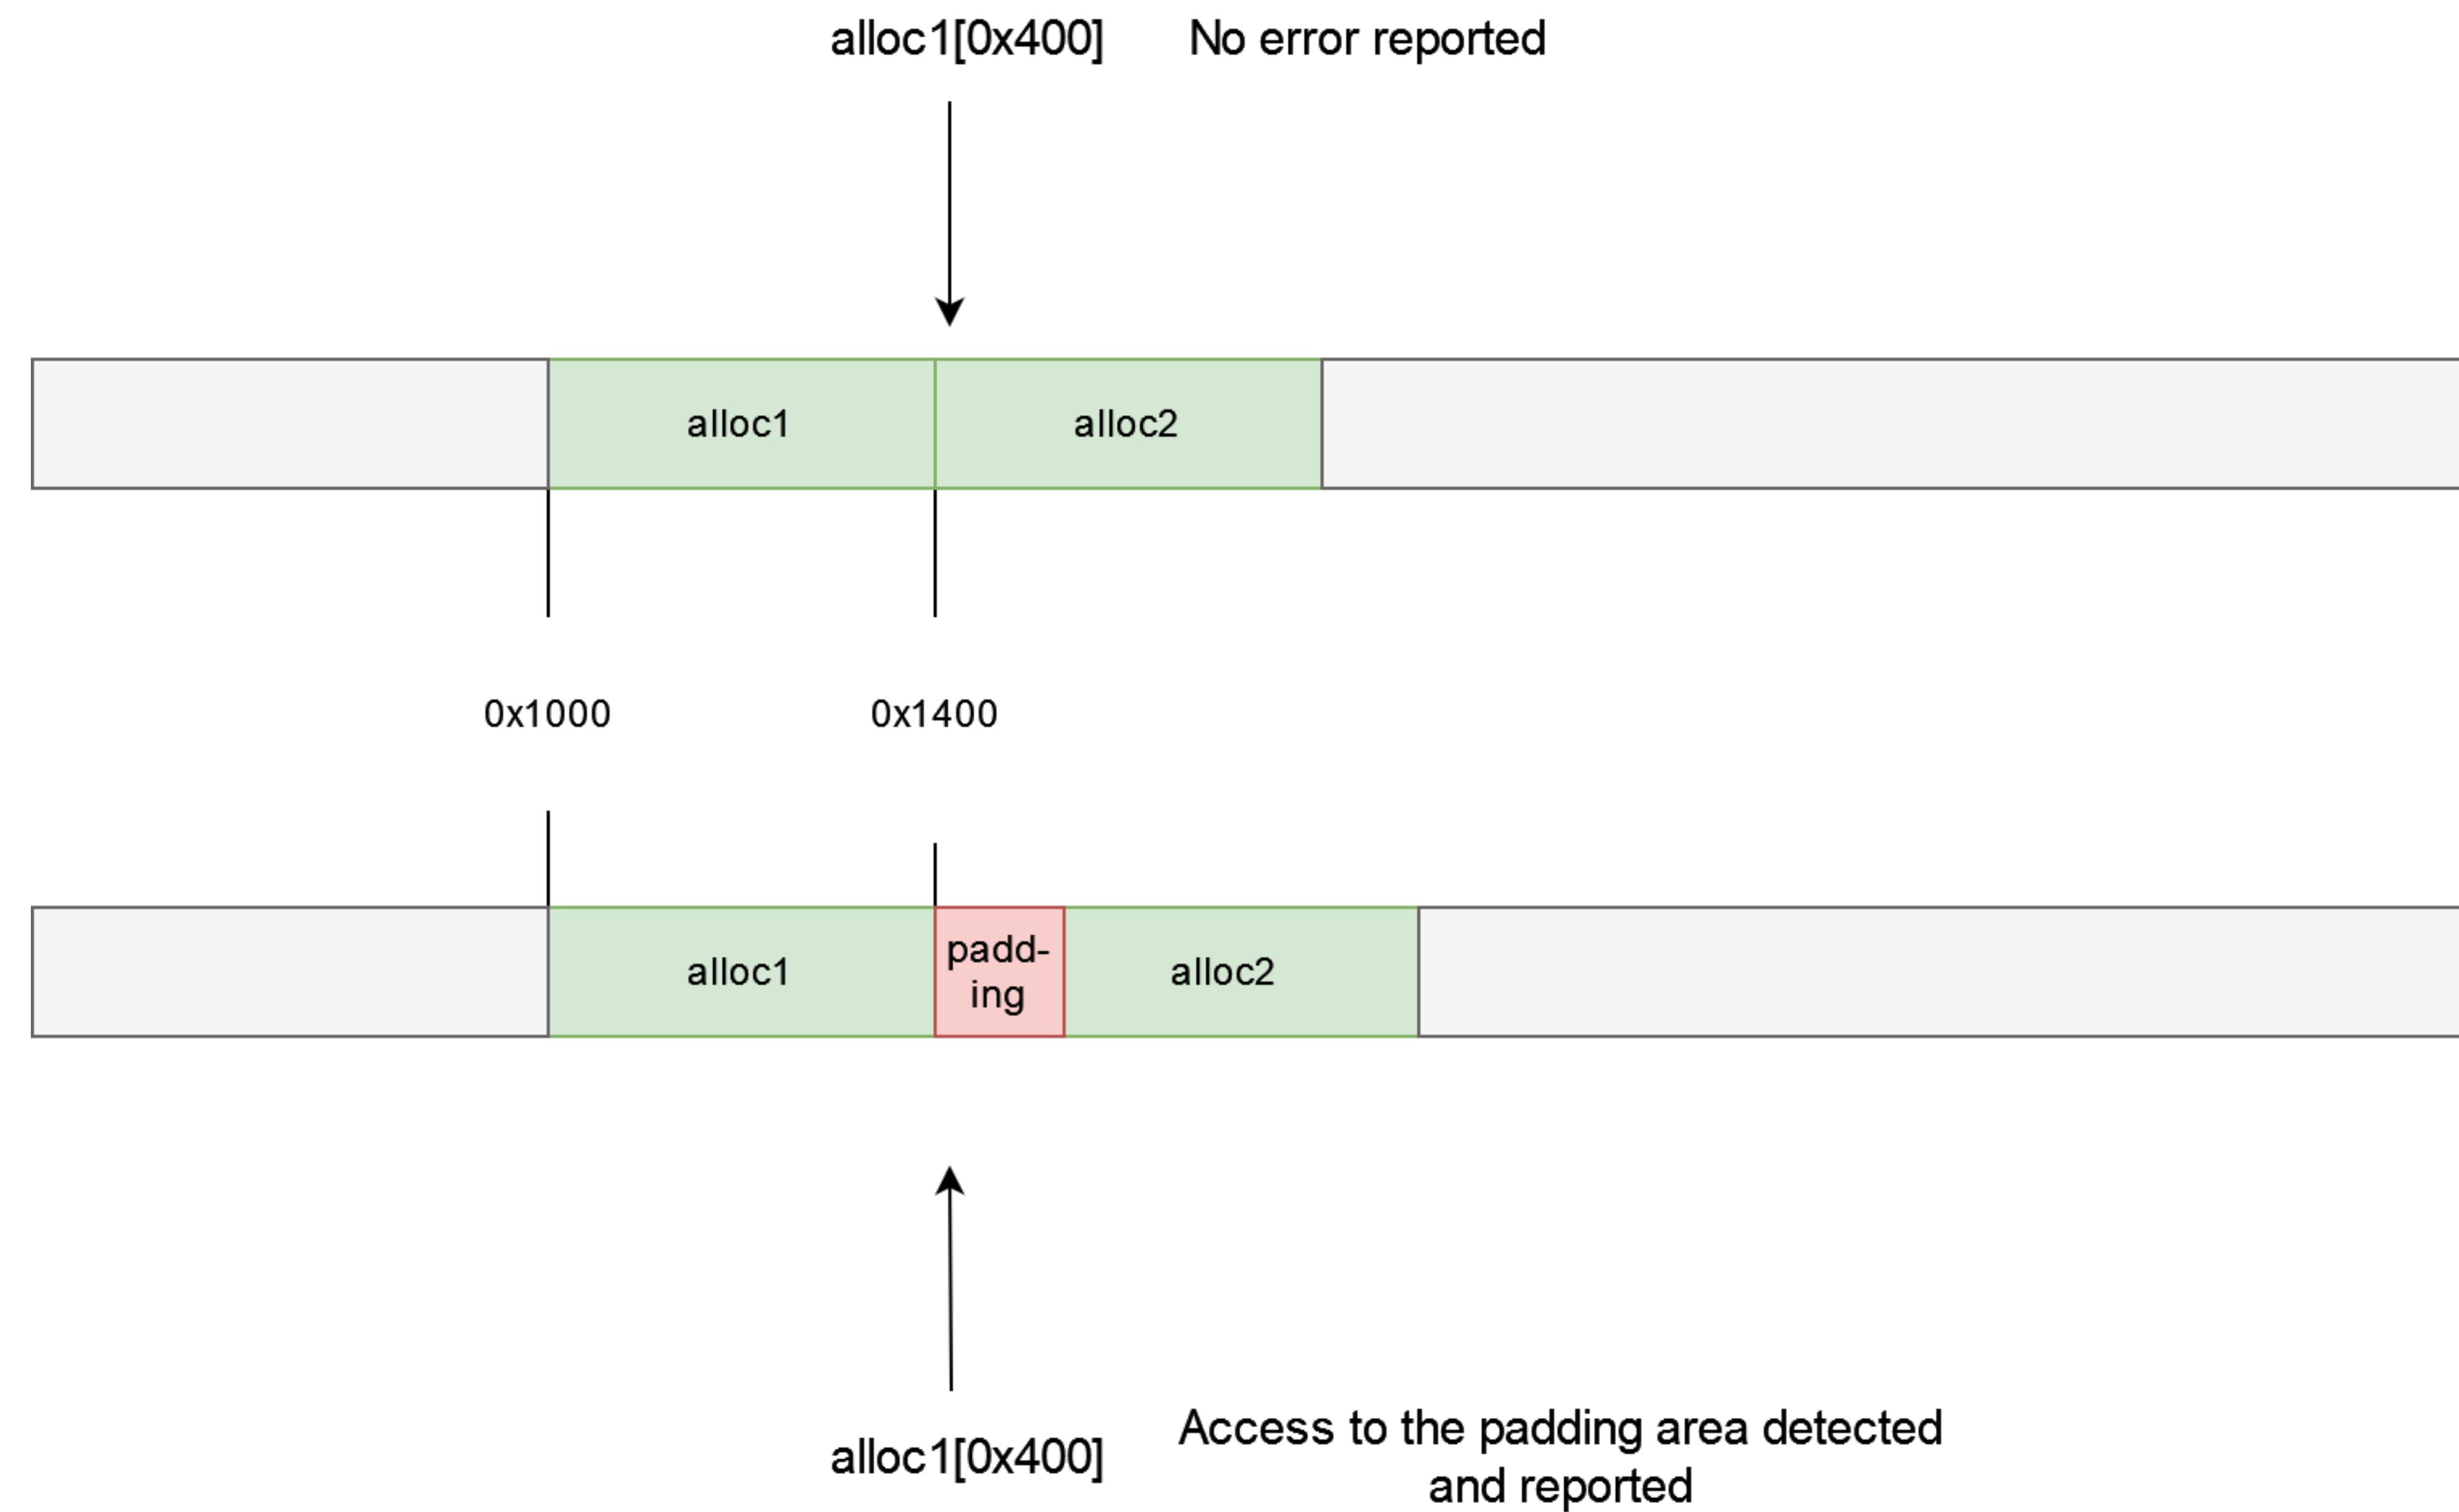 alloc1[0x400] No error reported
alloc1 alloc2
0x1000 0x1400
alloc1
padd-
ing
alloc2
alloc1[0x400]
Access to the padding area detected
and reported